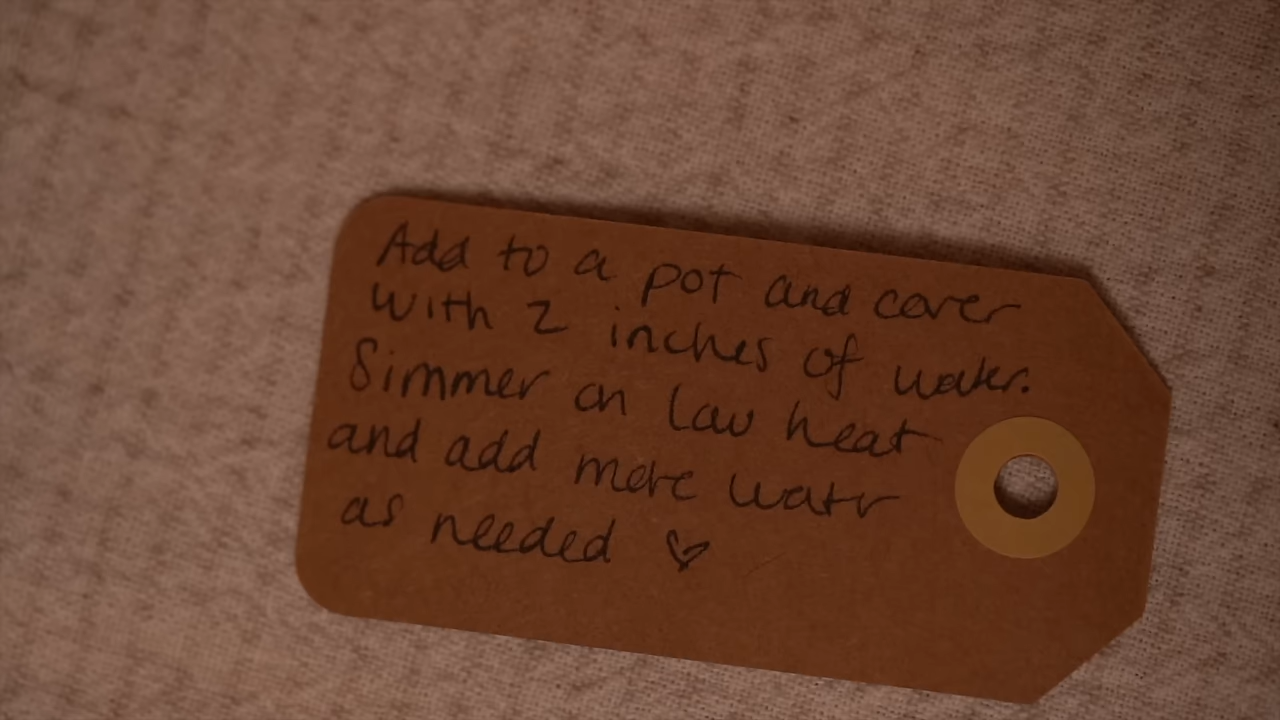 Add to a pot and cover
with 2 inches of water.
Simmer on low heat
and add more water
as needed ♡